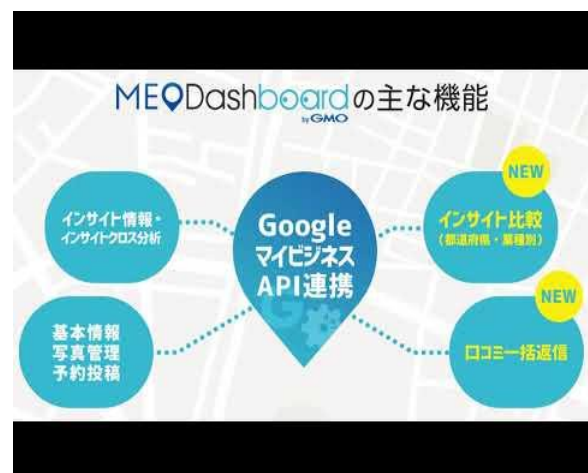 MEODashboardの主な機能
by GMO
インサイト情報・
インサイトクロス分析
Google
マイビジネス
API連携
NEW
インサイト比較
(都道府県・業種別)
基本情報
写真管理
予約投稿
NEW
口コミ一括返信